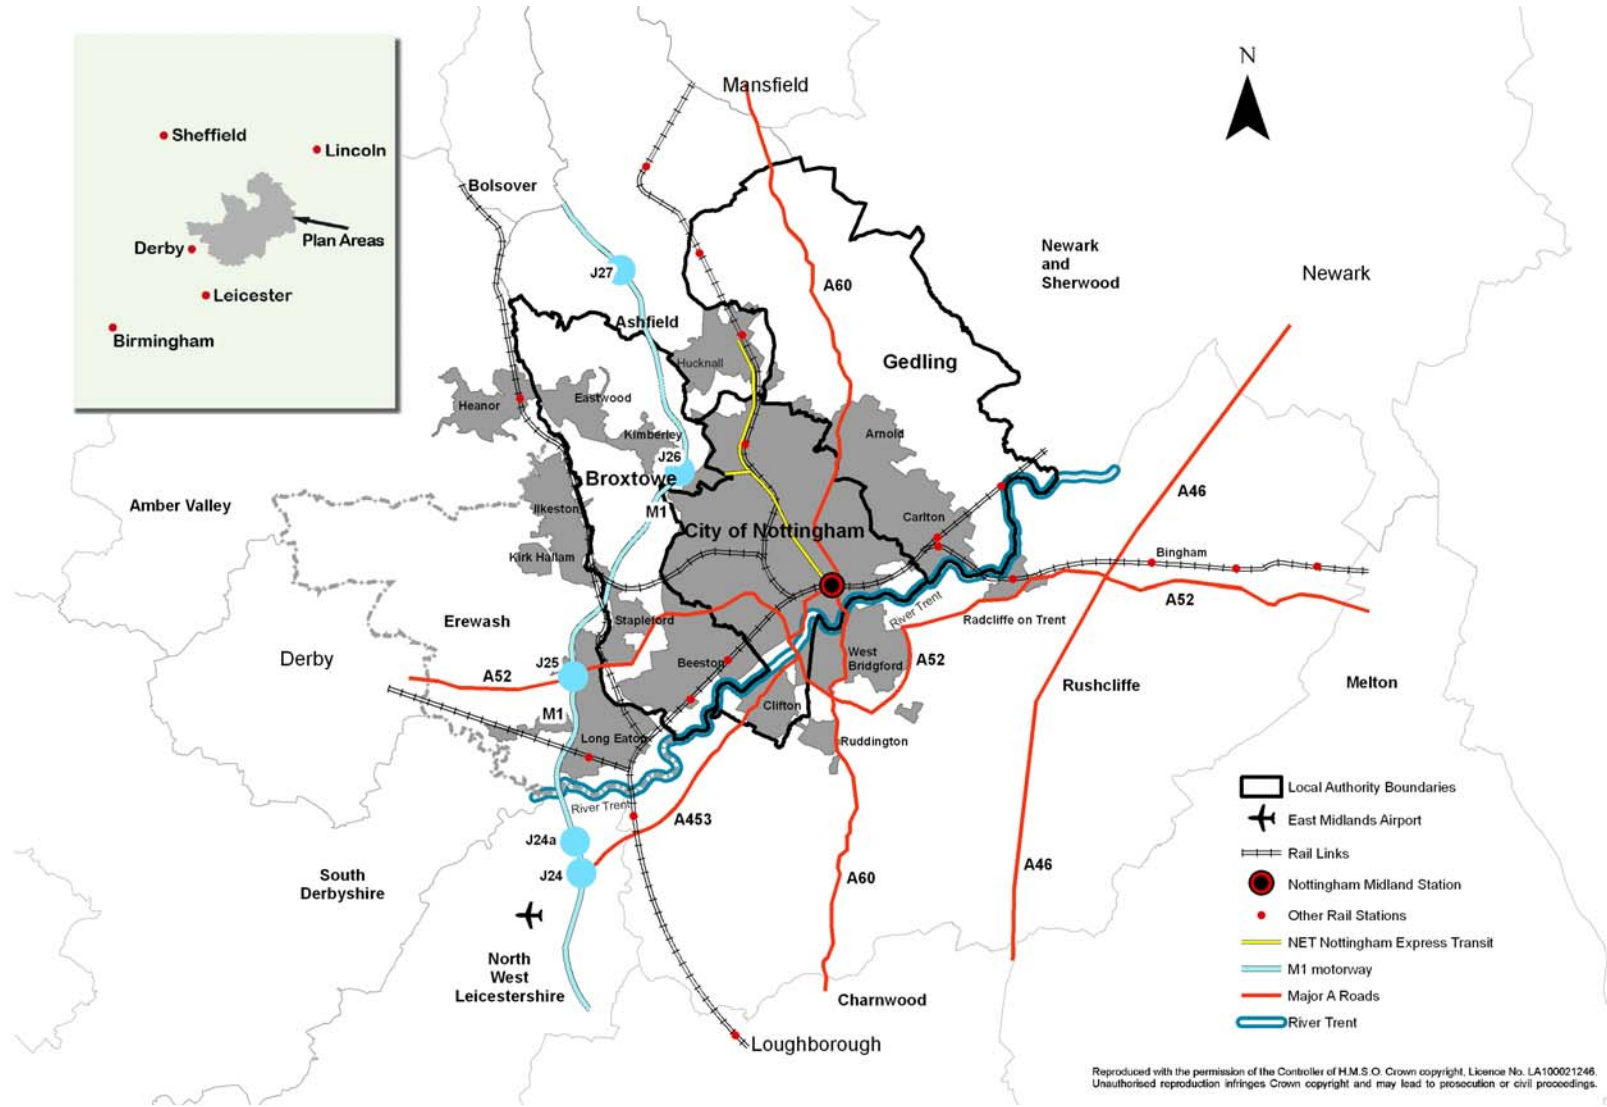 Sheffield
Lincoln
Derby
Plan Areas
Leicester
Birmingham
N
Mansfield
Bolsover
J27
A60
Newark
and
Sherwood
Newark
Ashfield
Hucknall
Gedling
Heanor
Eastwood
Kimberley
Arnold
J26
Broxtowe
A46
Amber Valley
M1
Ilkeston
City of Nottingham
Carlton
Kirk Hallam
Bingham
River Trent
A52
Erewash
Stapleford
Radcliffe on Trent
Derby
J25
Beeston
West
Bridgford
A52
A52
Rushcliffe
Melton
M1
Clifton
Long Eaton
Ruddington
River Trent
A453
J24a
J24
A60
A46
South
Derbyshire
North
West
Leicestershire
Charnwood
Loughborough
Local Authority Boundaries
East Midlands Airport
Rail Links
Nottingham Midland Station
Other Rail Stations
NET Nottingham Express Transit
M1 motorway
Major A Roads
River Trent
Reproduced with the permission of the Controller of H.M.S.O. Crown copyright, Licence No. LA100021246.
Unauthorised reproduction infringes Crown copyright and may lead to prosecution or civil proceedings.